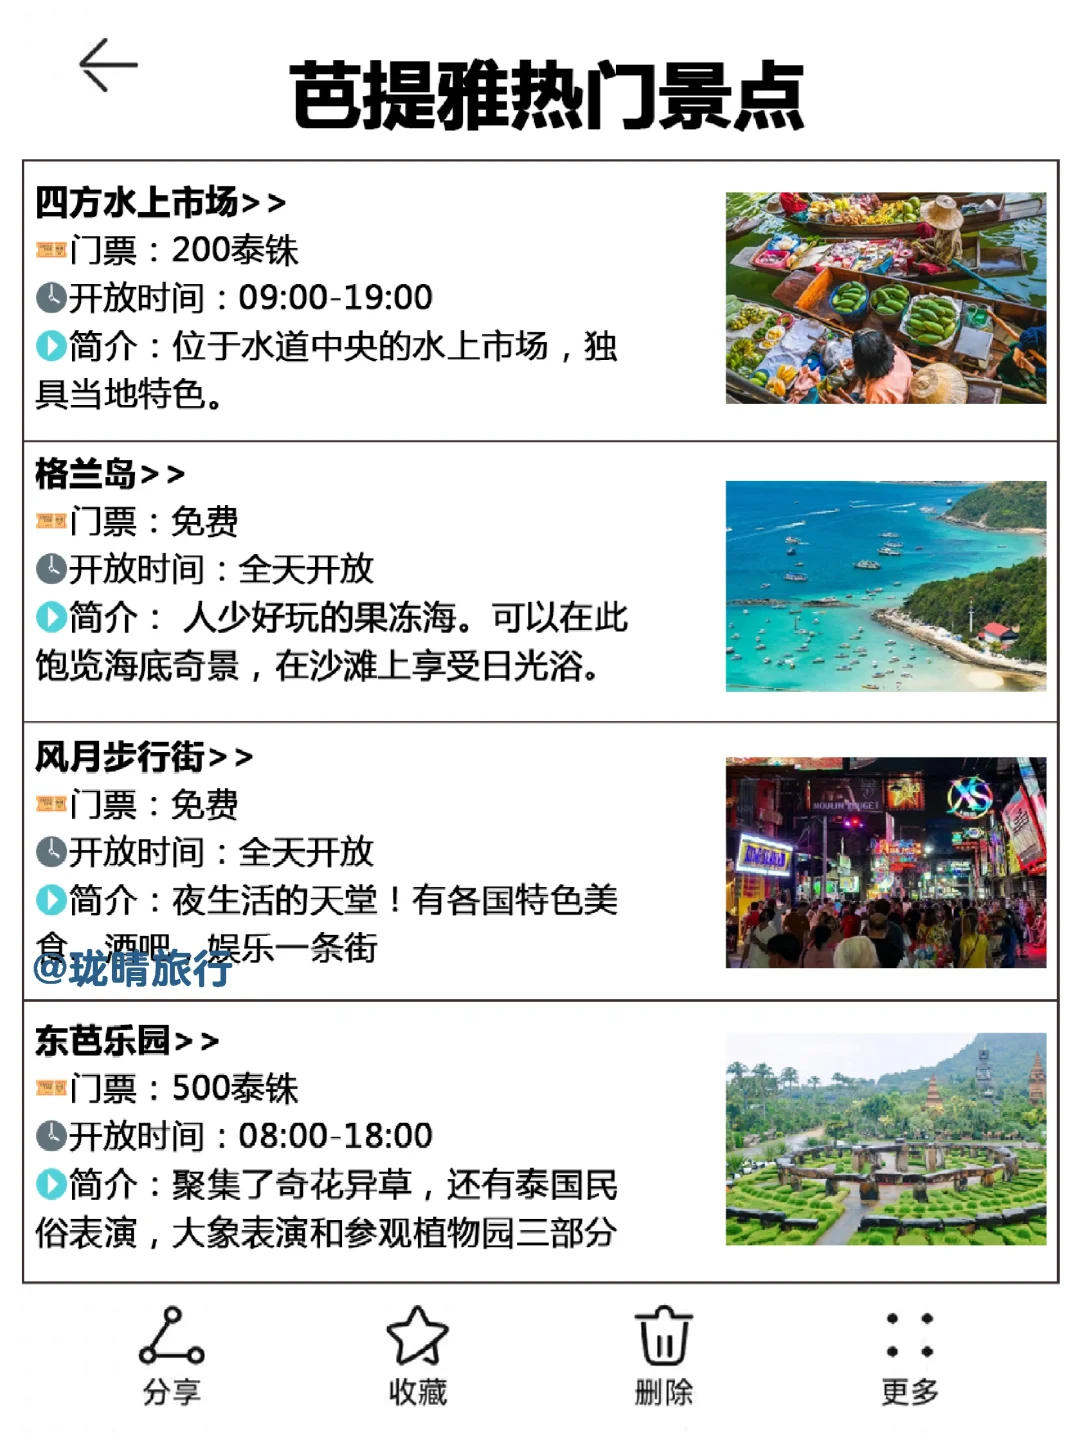 芭提雅热门景点
四方水上市场>>
门票：200泰铢
开放时间：09:00-19:00
简介：位于水道中央的水上市场，独
具当地特色。
格兰岛>>
门票：免费
开放时间：全天开放
简介： 人少好玩的果冻海。可以在此
饱览海底奇景，在沙滩上享受日光浴。
风月步行街>>
MOULIN ROUGE
XS
门票：免费
开放时间：全天开放
简介：夜生活的天堂！有各国特色美
食，酒吧，娱乐一条街
@珑晴旅行
东芭乐园>>
门票：500泰铢
开放时间：08:00-18:00
简介：聚集了奇花异草，还有泰国民
俗表演，大象表演和参观植物园三部分
分享
收藏
删除
更多